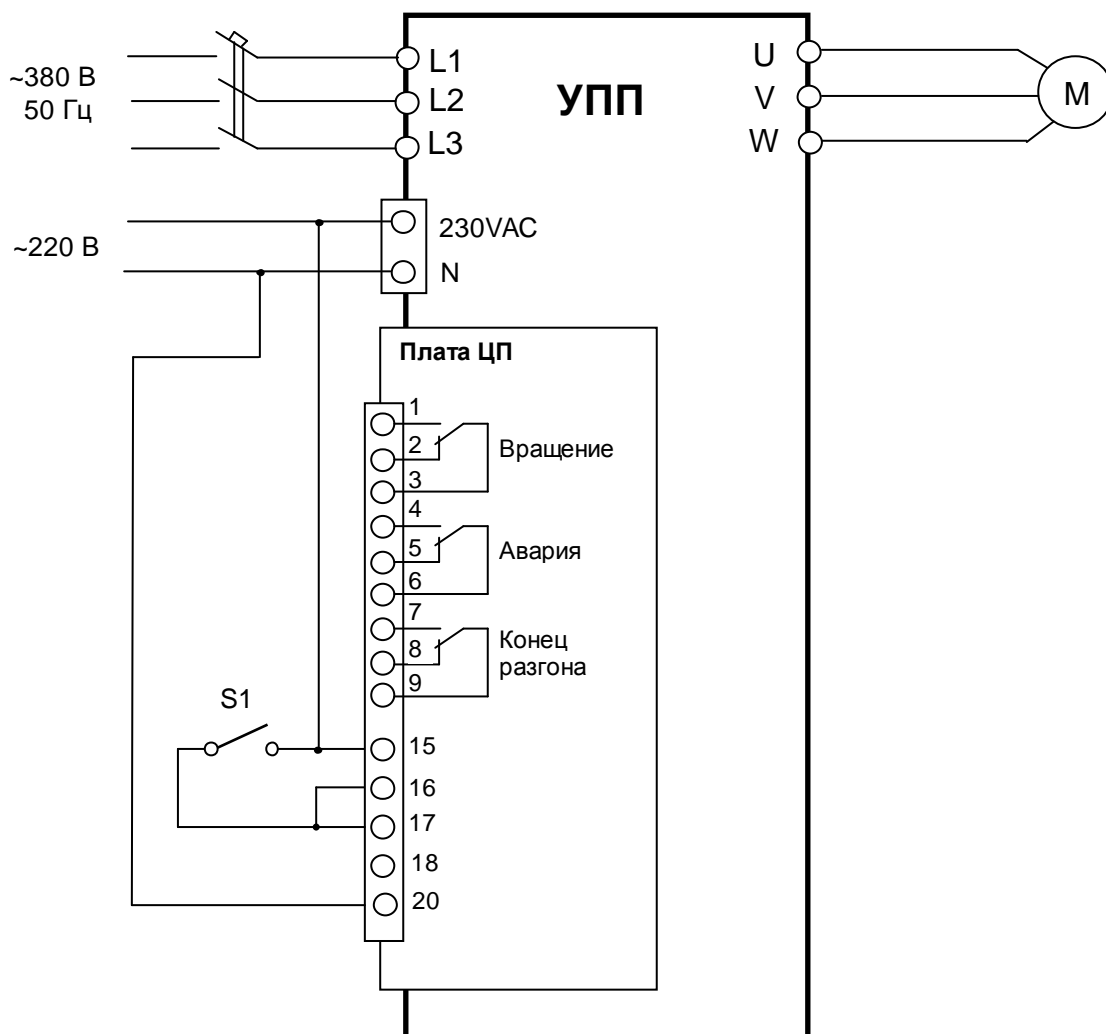 ~380 В
50 Гц
L1
L2
L3
УПП
U
V
W
M
~220 В
230VAC
N
Плата ЦП
1
2
3
Вращение
4
5
6
Авария
7
8
9
Конец
разгона
S1
15
16
17
18
20